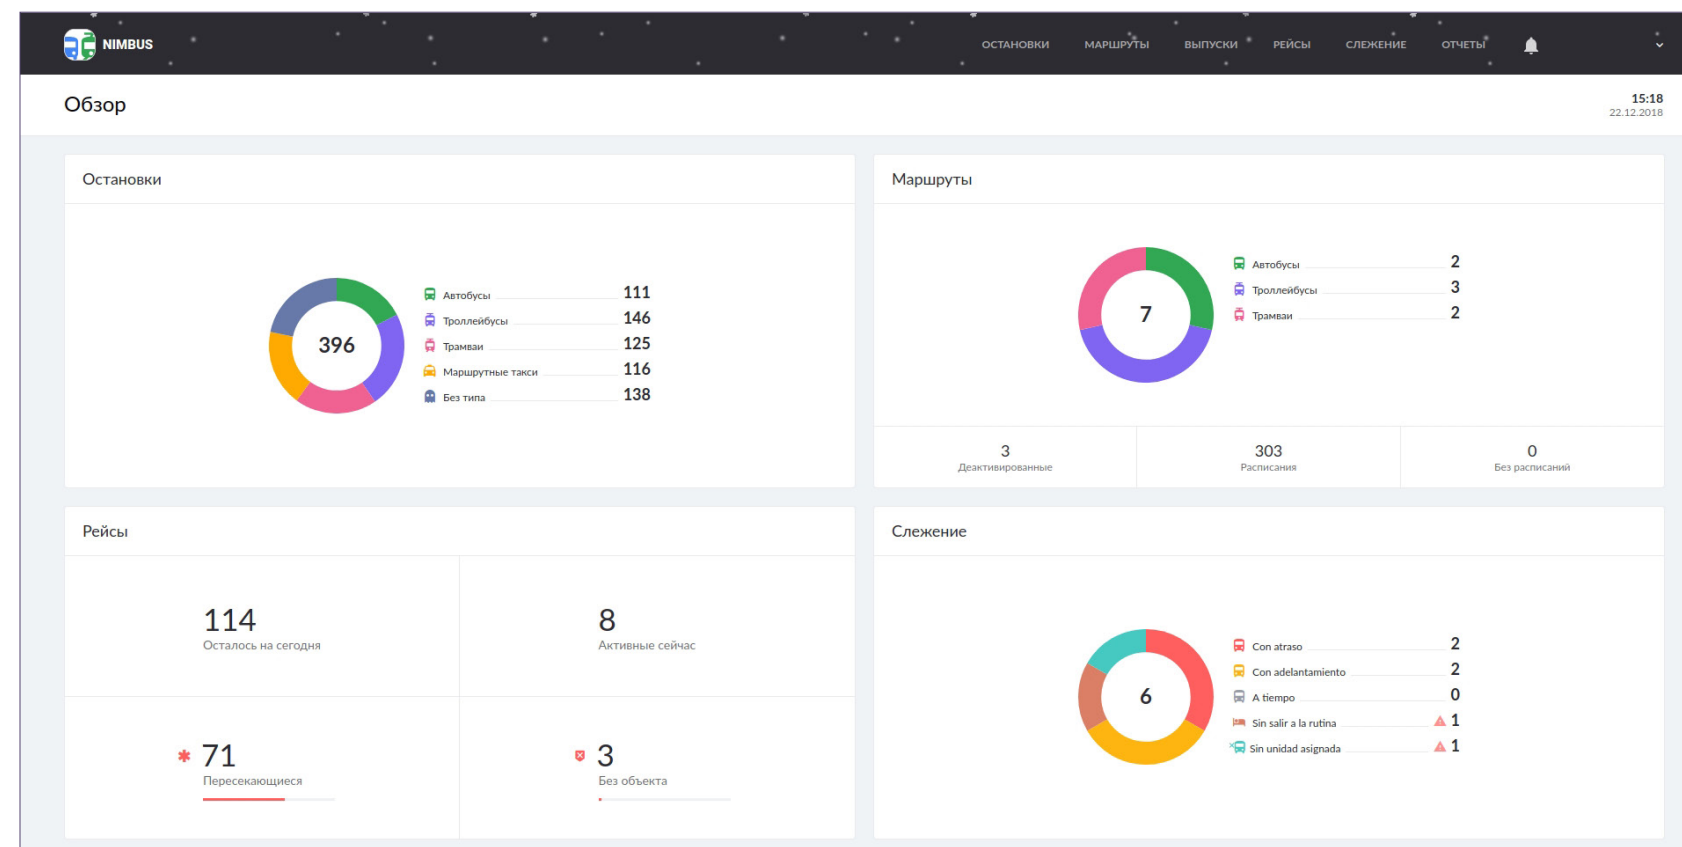 NIMBUS
ОСТАНОВКИ МАРШРУТЫ ВЫПУСКИ РЕЙСЫ СЛЕЖЕНИЕ ОТЧЕТЫ
Обзор
15:18
22.12.2018
Остановки
396
Автобусы 111
Троллейбусы 146
Трамваи 125
Маршрутные такси 116
Без типа 138
Маршруты
7
Автобусы 2
Троллейбусы 3
Трамваи 2
3
Деактивированные
303
Расписания
0
Без расписаний
Рейсы
114
Осталось на сегодня
8
Активные сейчас
71
Пересекающиеся
3
Без объекта
Слежение
6
Con atraso 2
Con adelantamiento 2
A tiempo 0
Sin salir a la rutina 1
Sin unidad asignada 1